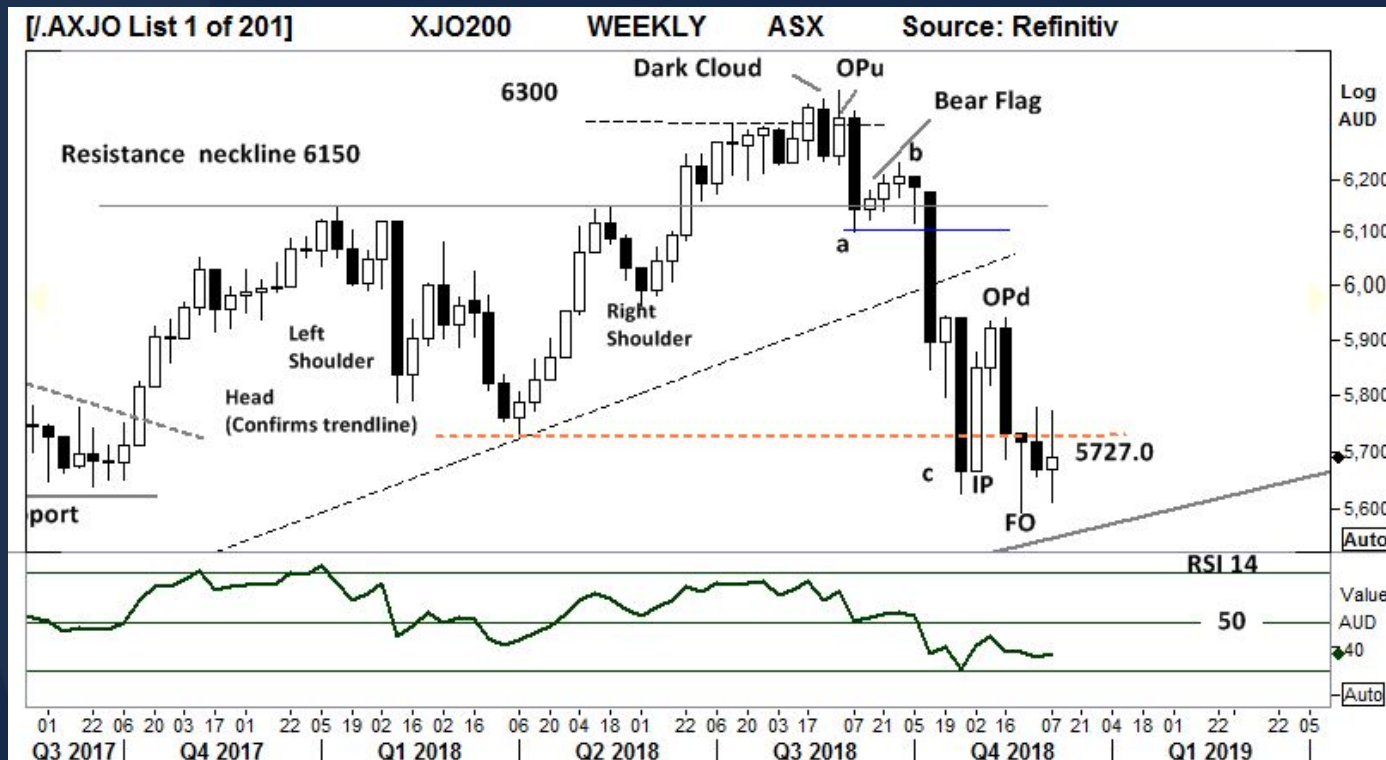 [/.AXJO List 1 of 201] XJO200 WEEKLY ASX Source: Refinitiv
Dark Cloud OPu
6300
Bear Flag
Log
AUD
Resistance neckline 6150
b
6,200
a
6,100
6,00
Left
Shoulder
Right
Shoulder
OPd
5,900
Head
(Confirms trendline)
5,800
5727.0
5,700
c IP
FO
5,600
port
Auto
RSI 14
Value
50
AUD
40
Auto
01 22 06 20 03 17 01 22 05 19 02 16 02 16 06 20 04 18 01 22 06 20 03 17 07 21 05 19 02 16 07 21 04 18 01 22 22 05
Q3 2017 Q4 2017 Q1 2018 Q2 2018 Q3 2018 Q4 2018 Q1 2019